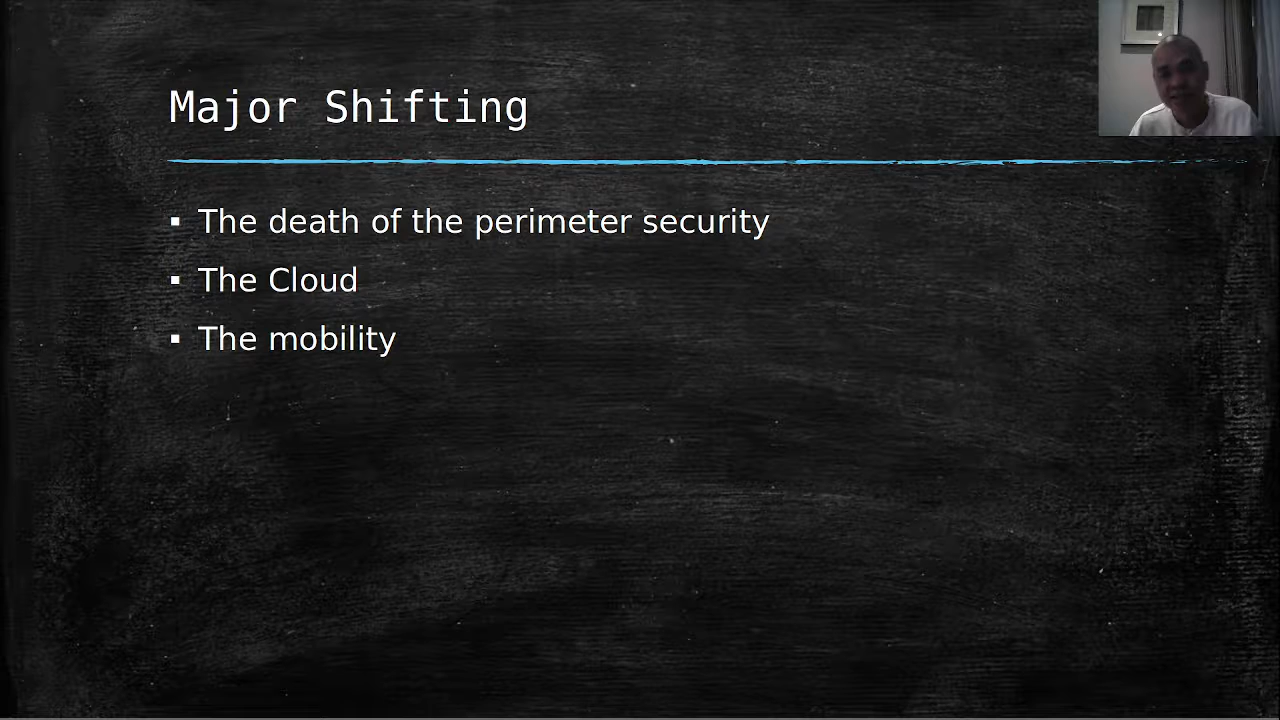 Major Shifting
▪ The death of the perimeter security
▪ The Cloud
▪ The mobility